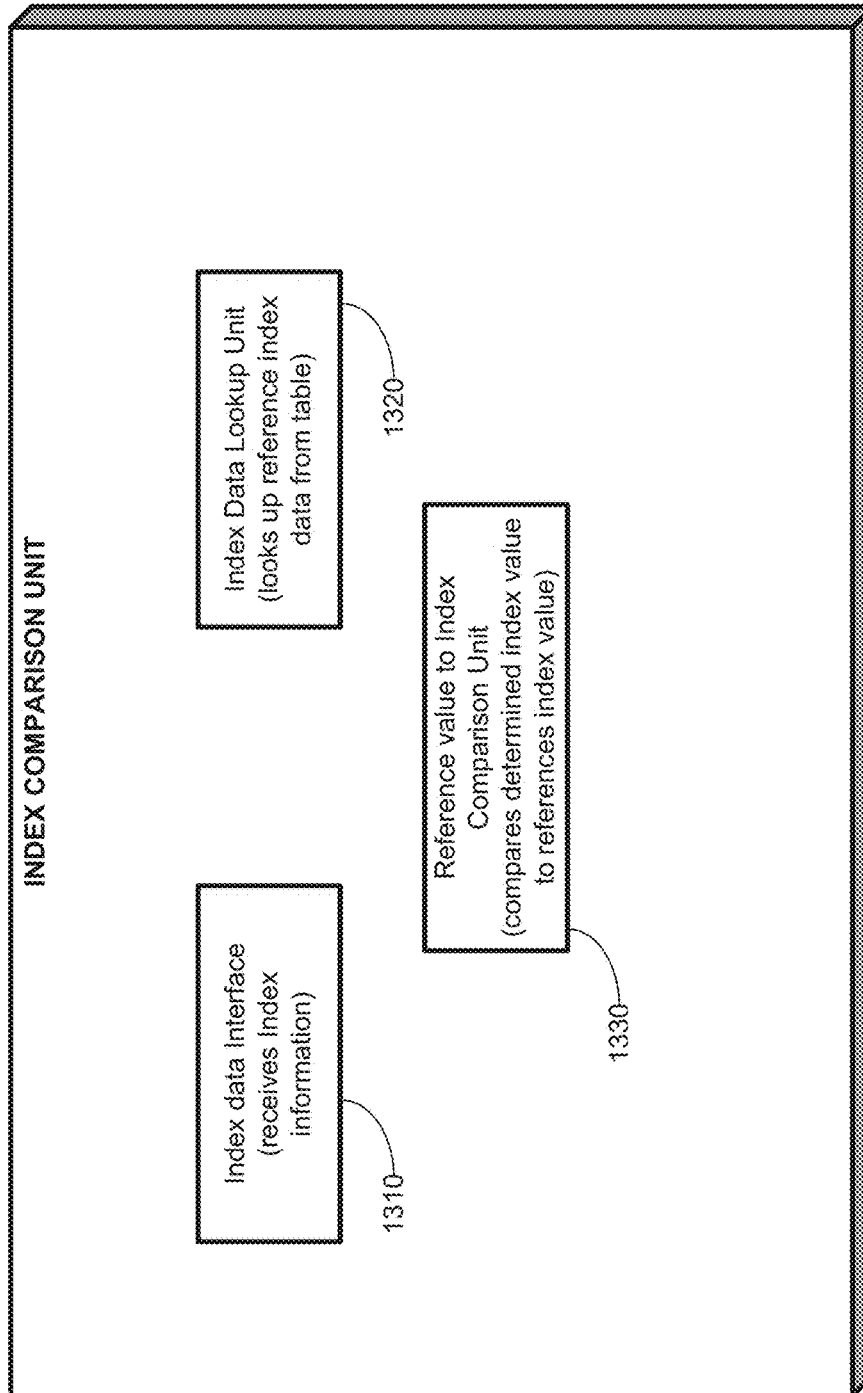 INDEX COMPARISON UNIT
Index data Interface
(receives Index
information)
1310
Index Data Lookup Unit
(looks up reference index
data from table)
1320
Reference value to Index
Comparison Unit
(compares determined index value
to references index value)
1330